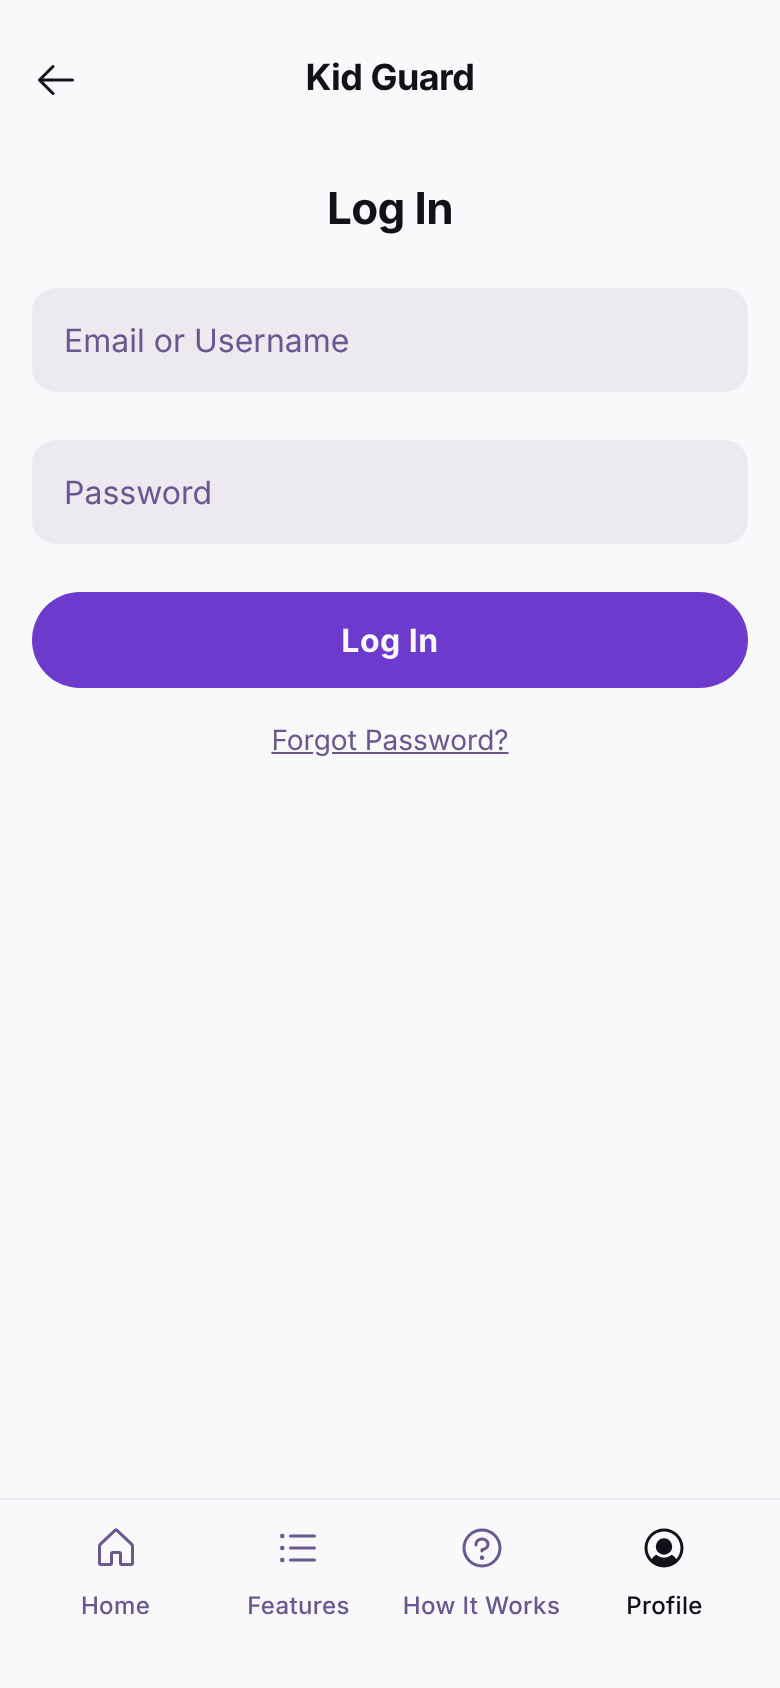 Kid Guard
Log In
Email or Username
Password
Log In
Forgot Password?
Home
Features
How It Works
Profile